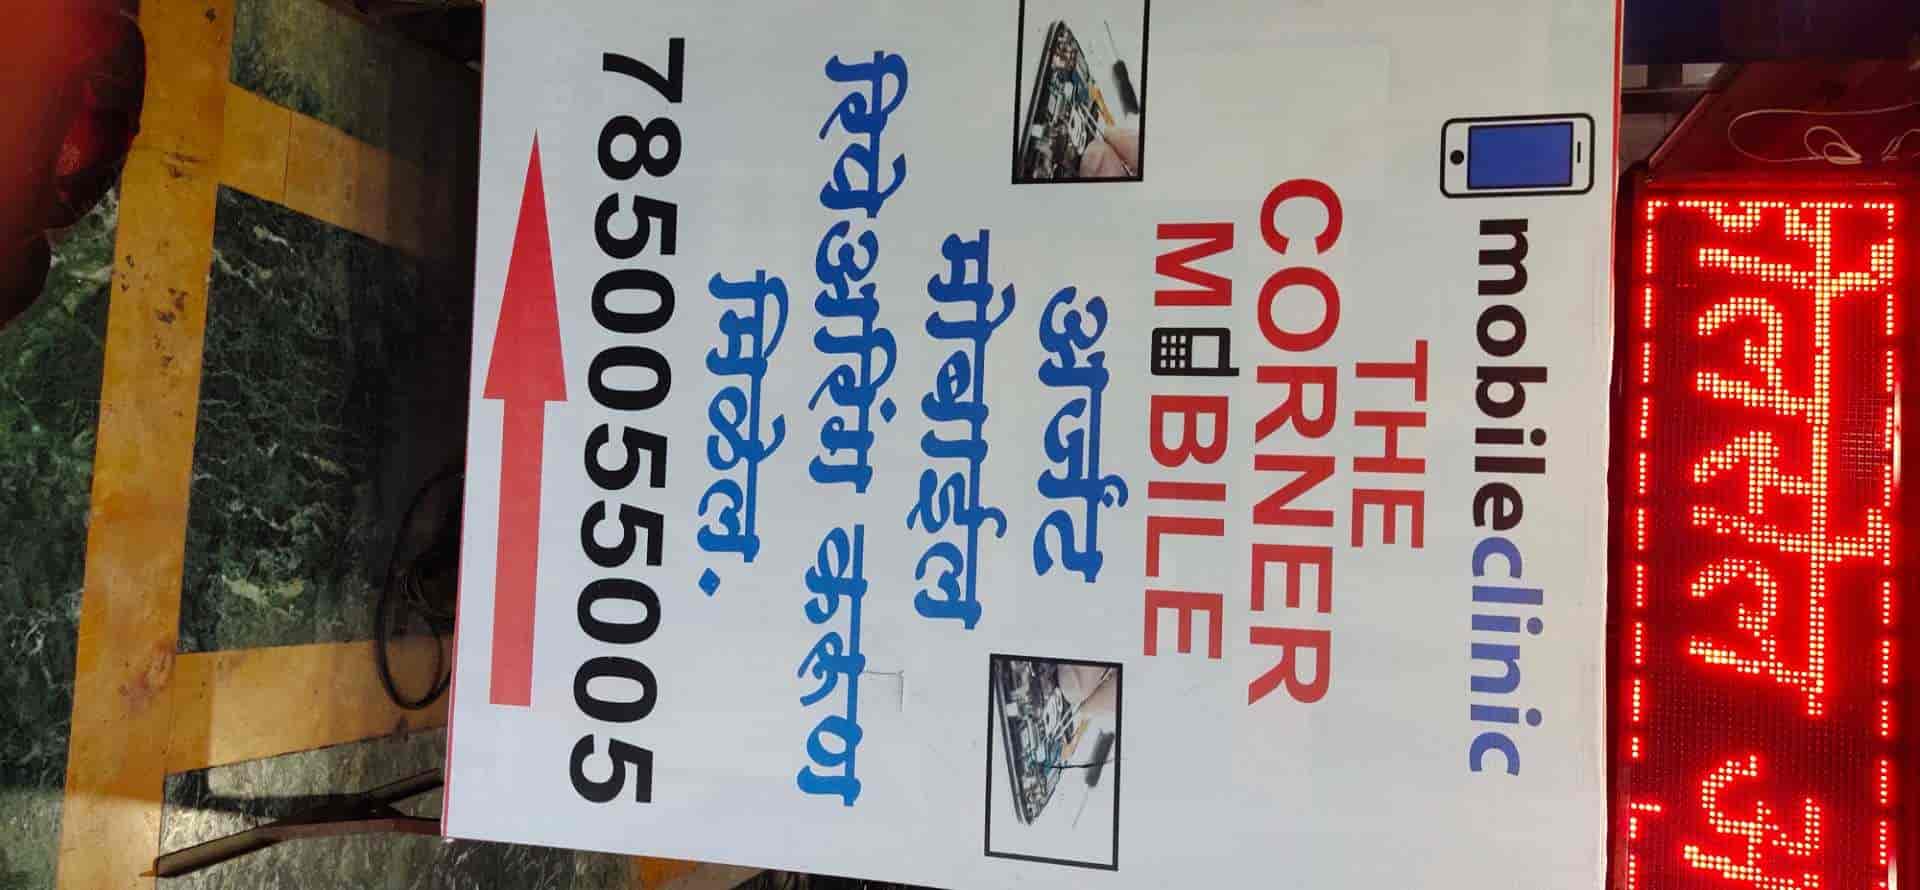 mobileclinic
THE
CORNER
MOBILE
अर्जंट
मोबाईल
रिपेअरिंग करूण
मिळेल.
7850055005